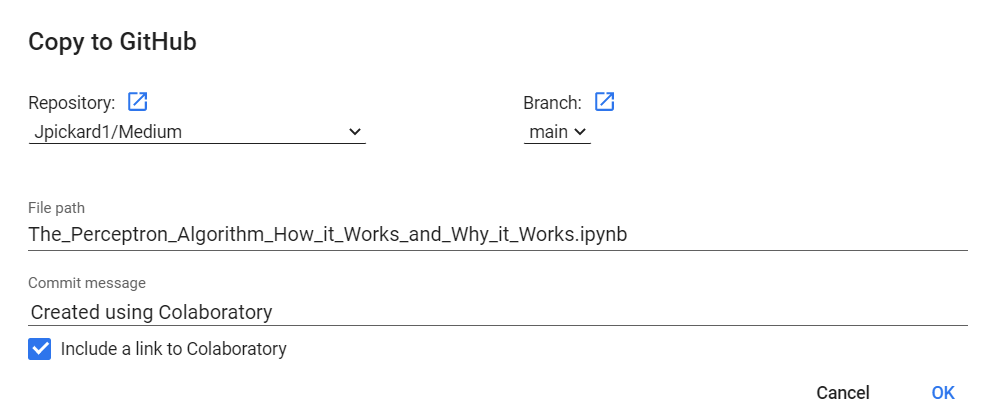 Copy to GitHub
Repository: Branch:
Jpickard1/Medium main
File path
The_Perceptron_Algorithm_How_it_Works_and_Why_it_Works.ipynb
Commit message
Created using Colaboratory
Include a link to Colaboratory
Cancel OK